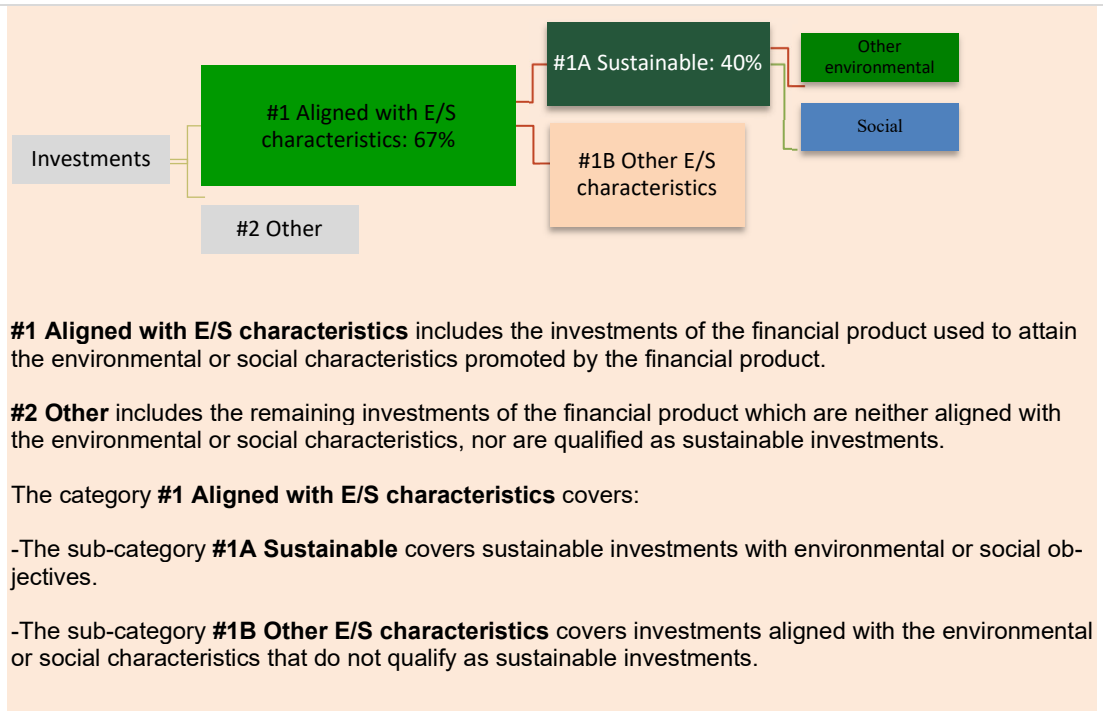 #1A Sustainable: 40%
Other
environmental
#1 Aligned with E/S
characteristics: 67%
Social
Investments
#1B Other E/S
characteristics
#2 Other
#1 Aligned with E/S characteristics includes the investments of the financial product used to attain
the environmental or social characteristics promoted by the financial product.
#2 Other includes the remaining investments of the financial product which are neither aligned with
the environmental or social characteristics, nor are qualified as sustainable investments.
The category #1 Aligned with E/S characteristics covers:
-The sub-category #1A Sustainable covers sustainable investments with environmental or social ob-
jectives.
-The sub-category #1B Other E/S characteristics covers investments aligned with the environmental
or social characteristics that do not qualify as sustainable investments.